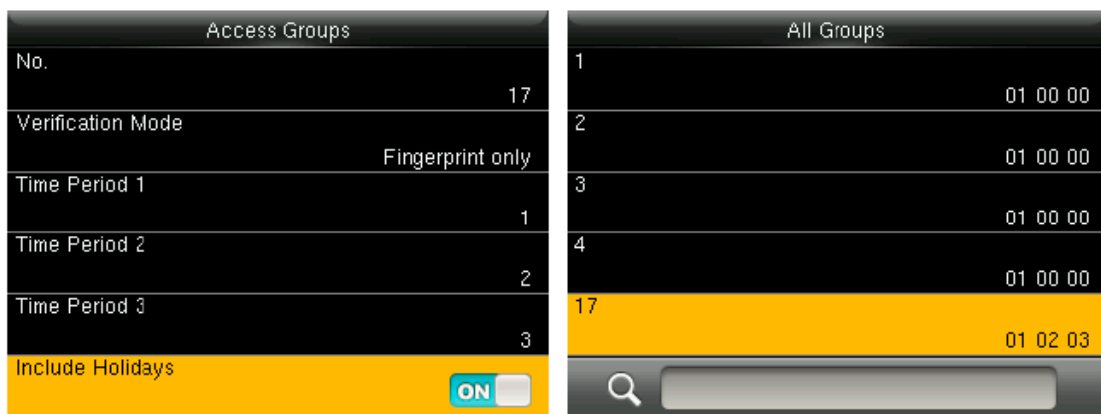 Access Groups
No.
17
Verification Mode
Fingerprint only
Time Period 1
1
Time Period 2
2
Time Period 3
3
Include Holidays
ON
All Groups
1
01 00 00
2
01 00 00
3
01 00 00
4
01 00 00
17
01 02 03